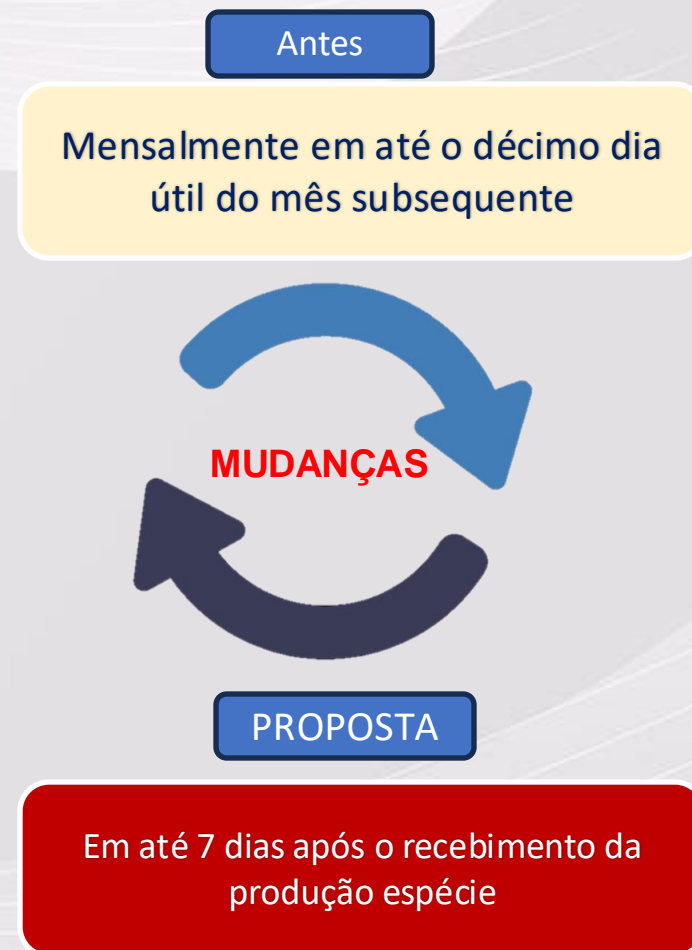 Antes
Mensalmente em até o décimo dia
útil do mês subsequente
MUDANÇAS
PROPOSTA
Em até 7 dias após o recebimento da
produção espécie